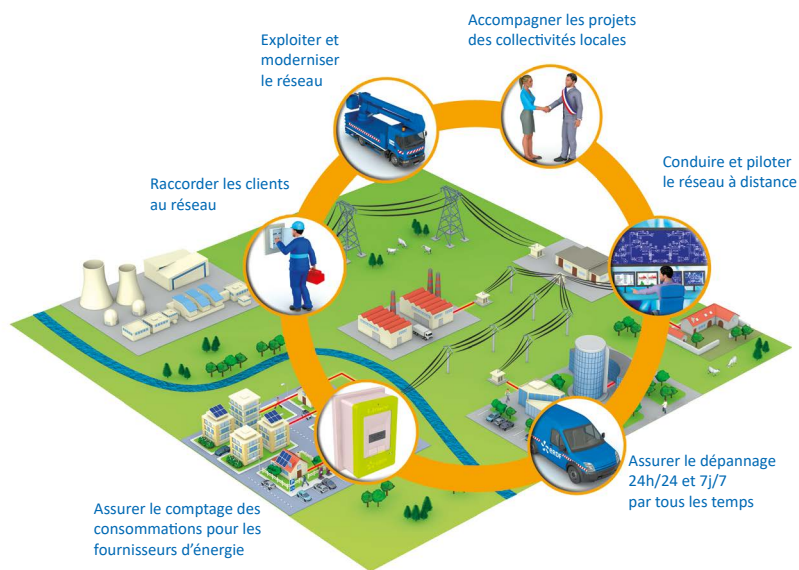 Accompagner les projets
des collectivités locales
Exploiter et
moderniser
le réseau
Conduire et piloter
le réseau à distance
Raccorder les clients
au réseau
ERDF
Assurer le dépannage
24h/24 et 7j/7
par tous les temps
Assurer le comptage des
consommations pour les
fournisseurs d'énergie